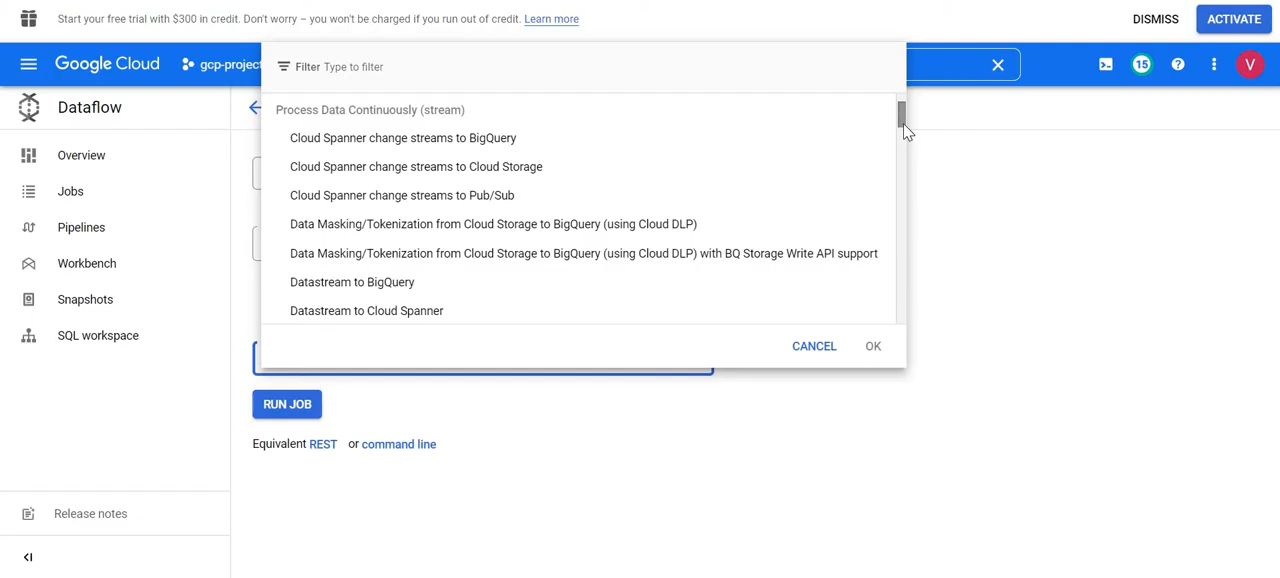 Start your free trial with $300 in credit. Don't worry – you won't be charged if you run out of credit. Learn more
DISMISS
ACTIVATE
Google Cloud
gcp-project
15
V
Filter Type to filter
Dataflow
Process Data Continuously (stream)
Cloud Spanner change streams to BigQuery
Cloud Spanner change streams to Cloud Storage
Cloud Spanner change streams to Pub/Sub
Data Masking/Tokenization from Cloud Storage to BigQuery (using Cloud DLP)
Data Masking/Tokenization from Cloud Storage to BigQuery (using Cloud DLP) with BQ Storage Write API support
Datastream to BigQuery
Datastream to Cloud Spanner
CANCEL
OK
Overview
Jobs
Pipelines
Workbench
Snapshots
SQL workspace
RUN JOB
Equivalent REST or command line
Release notes